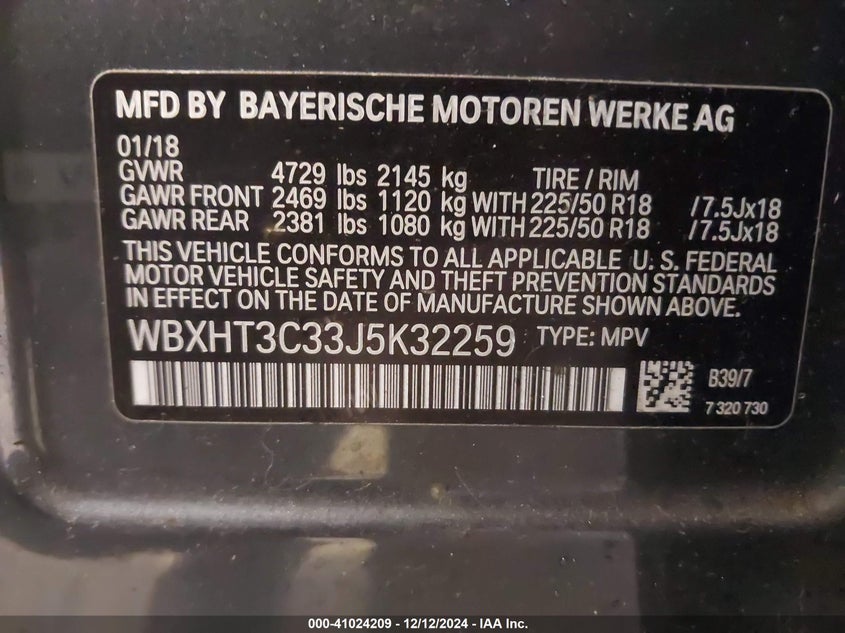 MFD BY BAYERISCHE MOTOREN WERKE AG
01/18
GVWR 4729 lbs 2145 kg TIRE / RIM
GAWR FRONT 2469 lbs 1120 kg WITH 225/50 R18 /7.5Jx18
GAWR REAR 2381 lbs 1080 kg WITH 225/50 R18 /7.5Jx18
THIS VEHICLE CONFORMS TO ALL APPLICABLE U. S. FEDERAL
MOTOR VEHICLE SAFETY AND THEFT PREVENTION STANDARDS
IN EFFECT ON THE DATE OF MANUFACTURE SHOWN ABOVE.
WBXHT3C33J5K32259 TYPE: MPV
B39/7
7 320 730
000-41024209 - 12/12/2024 - IAA Inc.